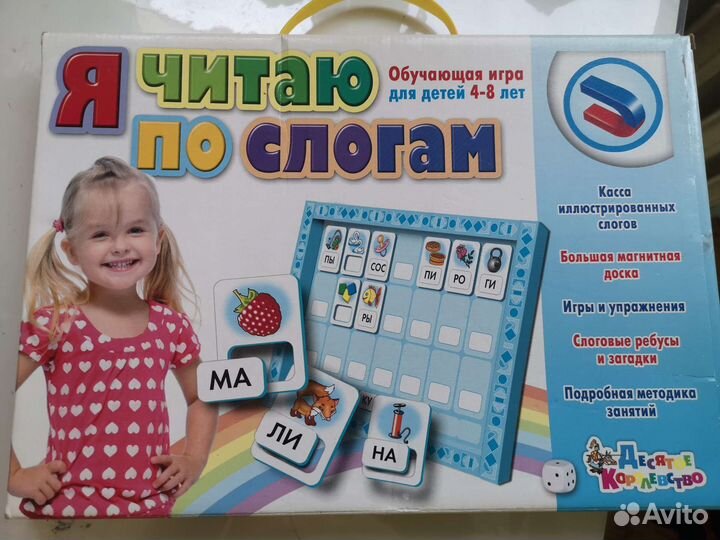 Я ЧИТАЮ
ПО СЛОГАМ
Обучающая игра
для детей 4-8 лет
Касса
иллюстрированных
слогов
Большая магнитная
доска
Игры и упражнения
Слоговые ребусы
и загадки
Подробная методика
занятий
ПЫ
СОС
ПИ
РО
ГИ
РЫ
МА
ЛИ
НА
ДЕСЯТОЕ
КОРОЛЕВСТВО
Avito